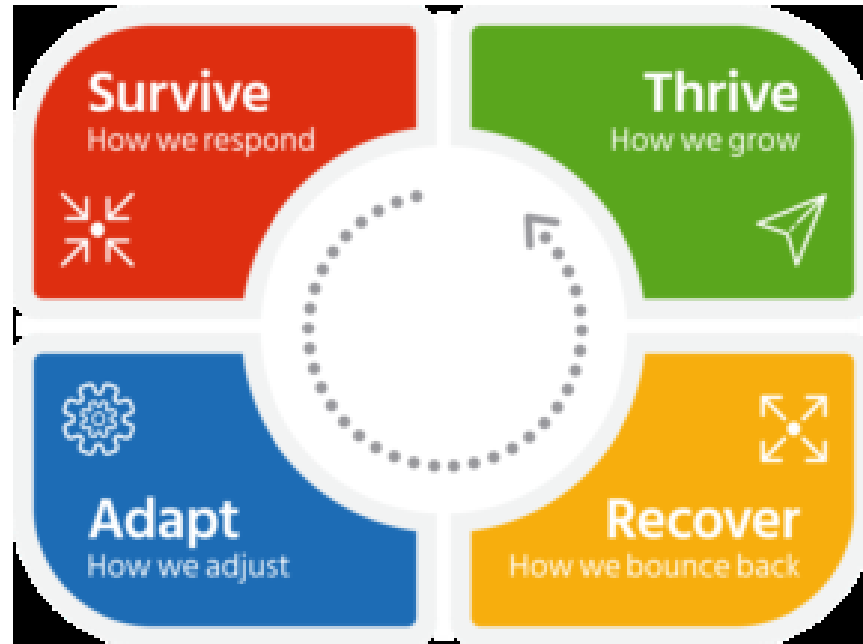 Survive
How we respond
Thrive
How we grow
Adapt
How we adjust
Recover
How we bounce back